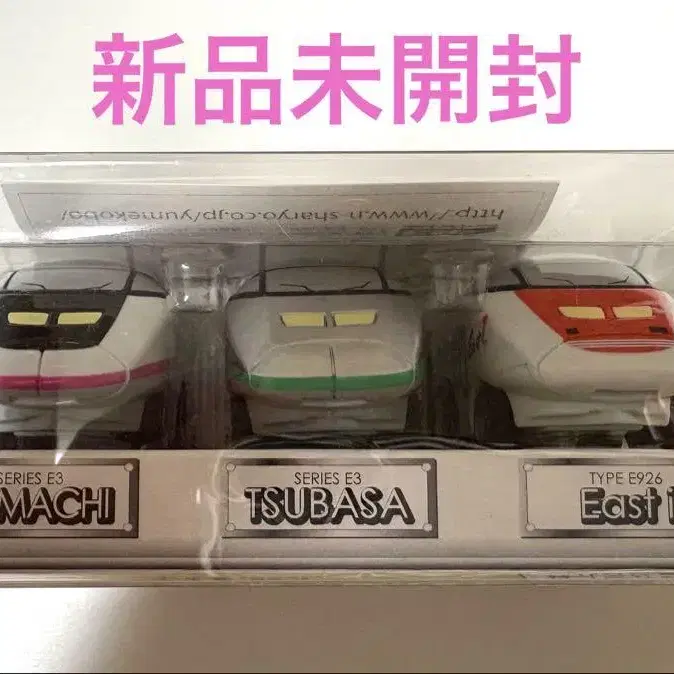 新品未開封
http://www.n-sharyo.co.jp/yumekoba/
SERIES E3
MACHI
SERIES E3
TSUBASA
TYPE E926
East i